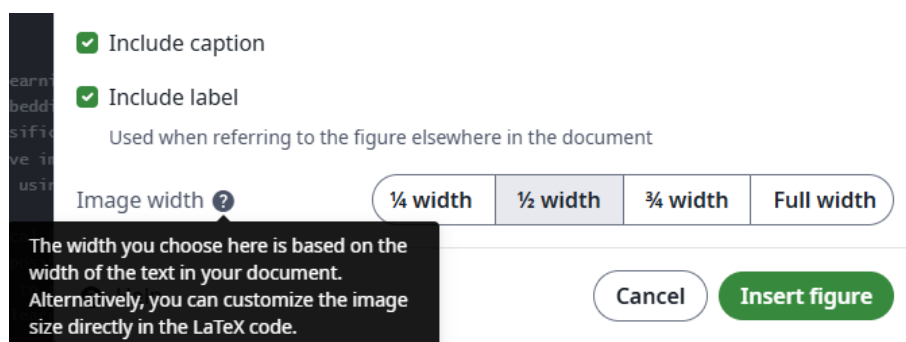 Include caption
Include label
Used when referring to the figure elsewhere in the document
Image width ?
¼ width
½ width
¾ width
Full width
The width you choose here is based on the
width of the text in your document.
Alternatively, you can customize the image
size directly in the LaTeX code.
Cancel
Insert figure